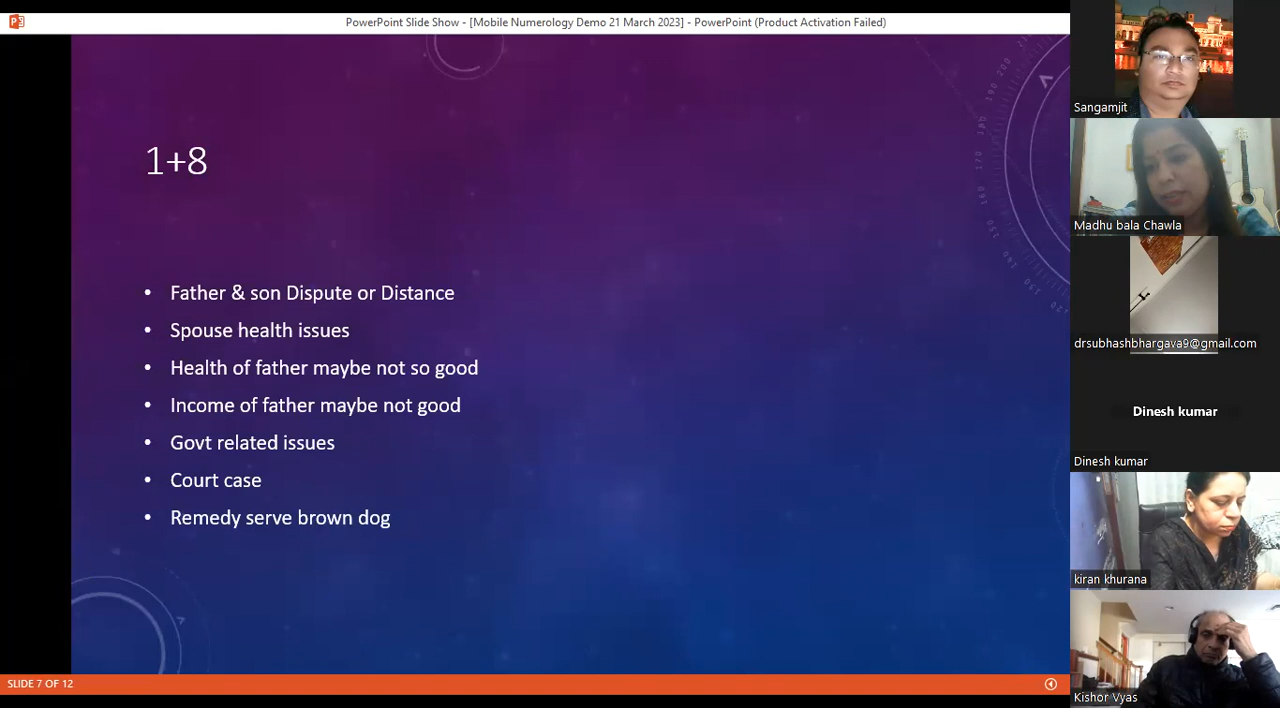 PowerPoint Slide Show - [Mobile Numerology Demo 21 March 2023] - PowerPoint (Product Activation Failed)
1+8
• Father & son Dispute or Distance
• Spouse health issues
• Health of father maybe not so good
• Income of father maybe not good
• Govt related issues
• Court case
• Remedy serve brown dog
SLIDE 7 OF 12
Sangamjit
Madhu bala Chawla
drsubhashbhargava9@gmail.com
Dinesh kumar
Dinesh kumar
kiran khurana
Kishor Vyas